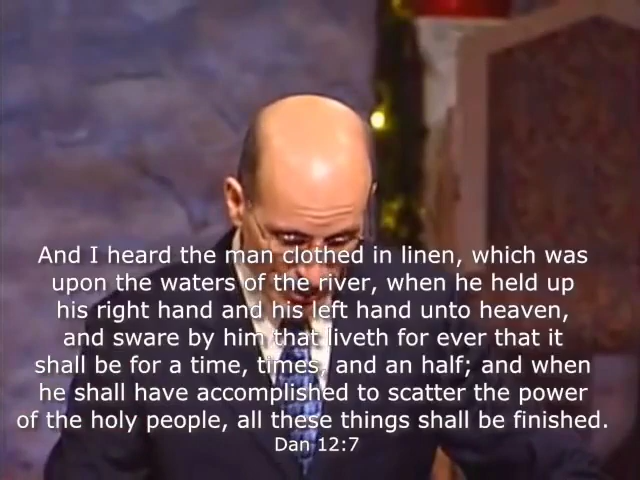 And I heard the man clothed in linen, which was
upon the waters of the river, when he held up
his right hand and his left hand unto heaven,
and sware by him that liveth for ever that it
shall be for a time, times, and an half; and when
he shall have accomplished to scatter the power
of the holy people, all these things shall be finished.
Dan 12:7